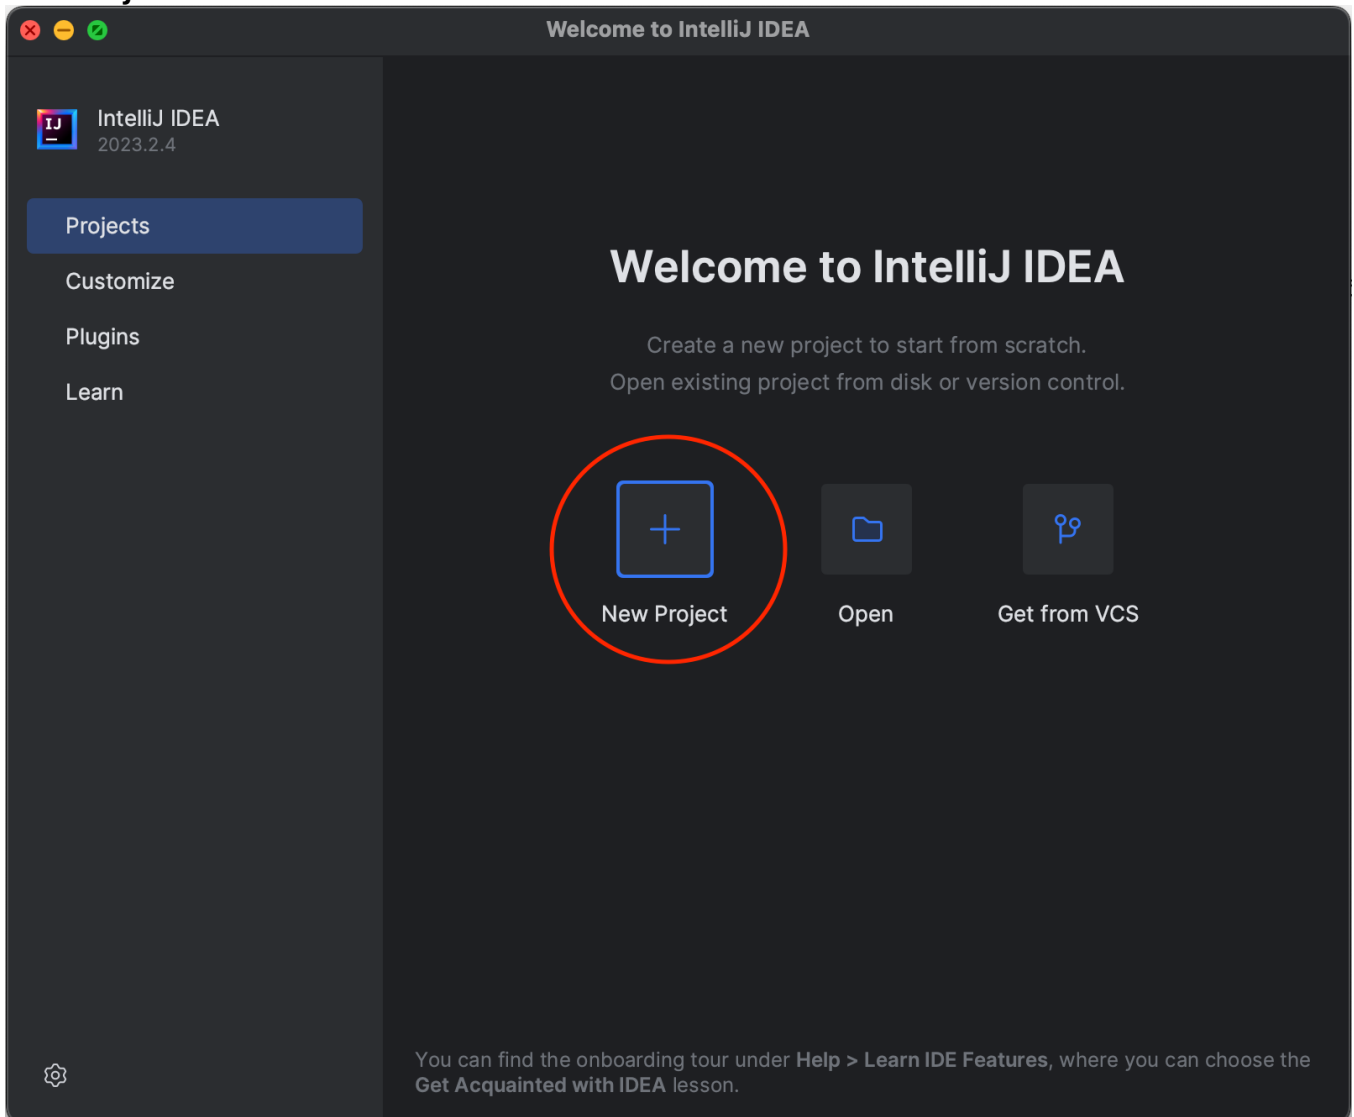 Welcome to IntelliJ IDEA
IJ
IntelliJ IDEA
2023.2.4
Projects
Customize
Plugins
Learn
Welcome to IntelliJ IDEA
Create a new project to start from scratch.
Open existing project from disk or version control.
New Project
Open
Get from VCS
You can find the onboarding tour under Help > Learn IDE Features, where you can choose the
Get Acquainted with IDEA lesson.